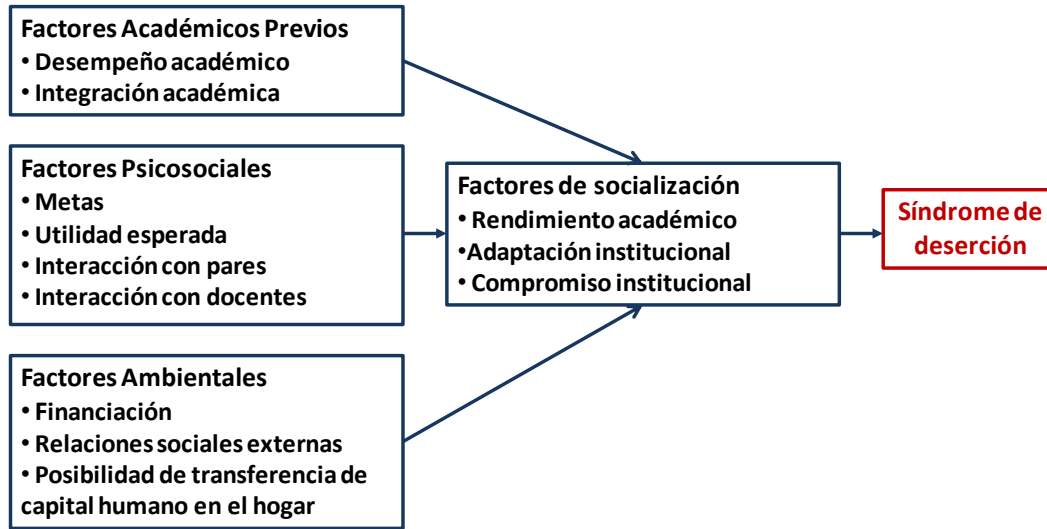 Factores Académicos Previos
• Desempeño académico
• Integración académica
Factores Psicosociales
• Metas
• Utilidad esperada
• Interacción con pares
• Interacción con docentes
Factores Ambientales
• Financiación
• Relaciones sociales externas
• Posibilidad de transferencia de
capital humano en el hogar
Factores de socialización
• Rendimiento académico
•Adaptación institucional
• Compromiso institucional
Síndrome de
deserción